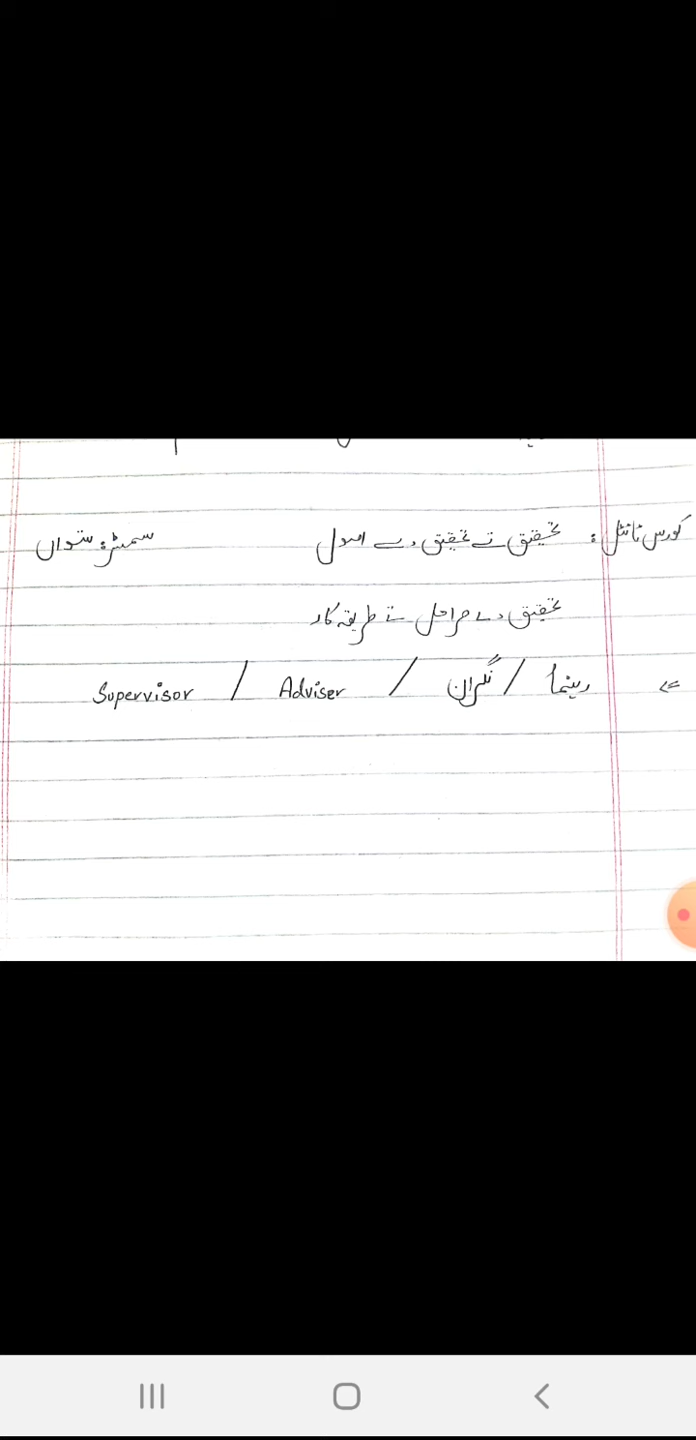 کورس ٹائٹل: تحقیق تے تحقیق دے اصول سمسٹر: ستواں
تحقیق دے مراحل تے طریقہ کار
=> رہنما / نگران / Adviser / Supervisor